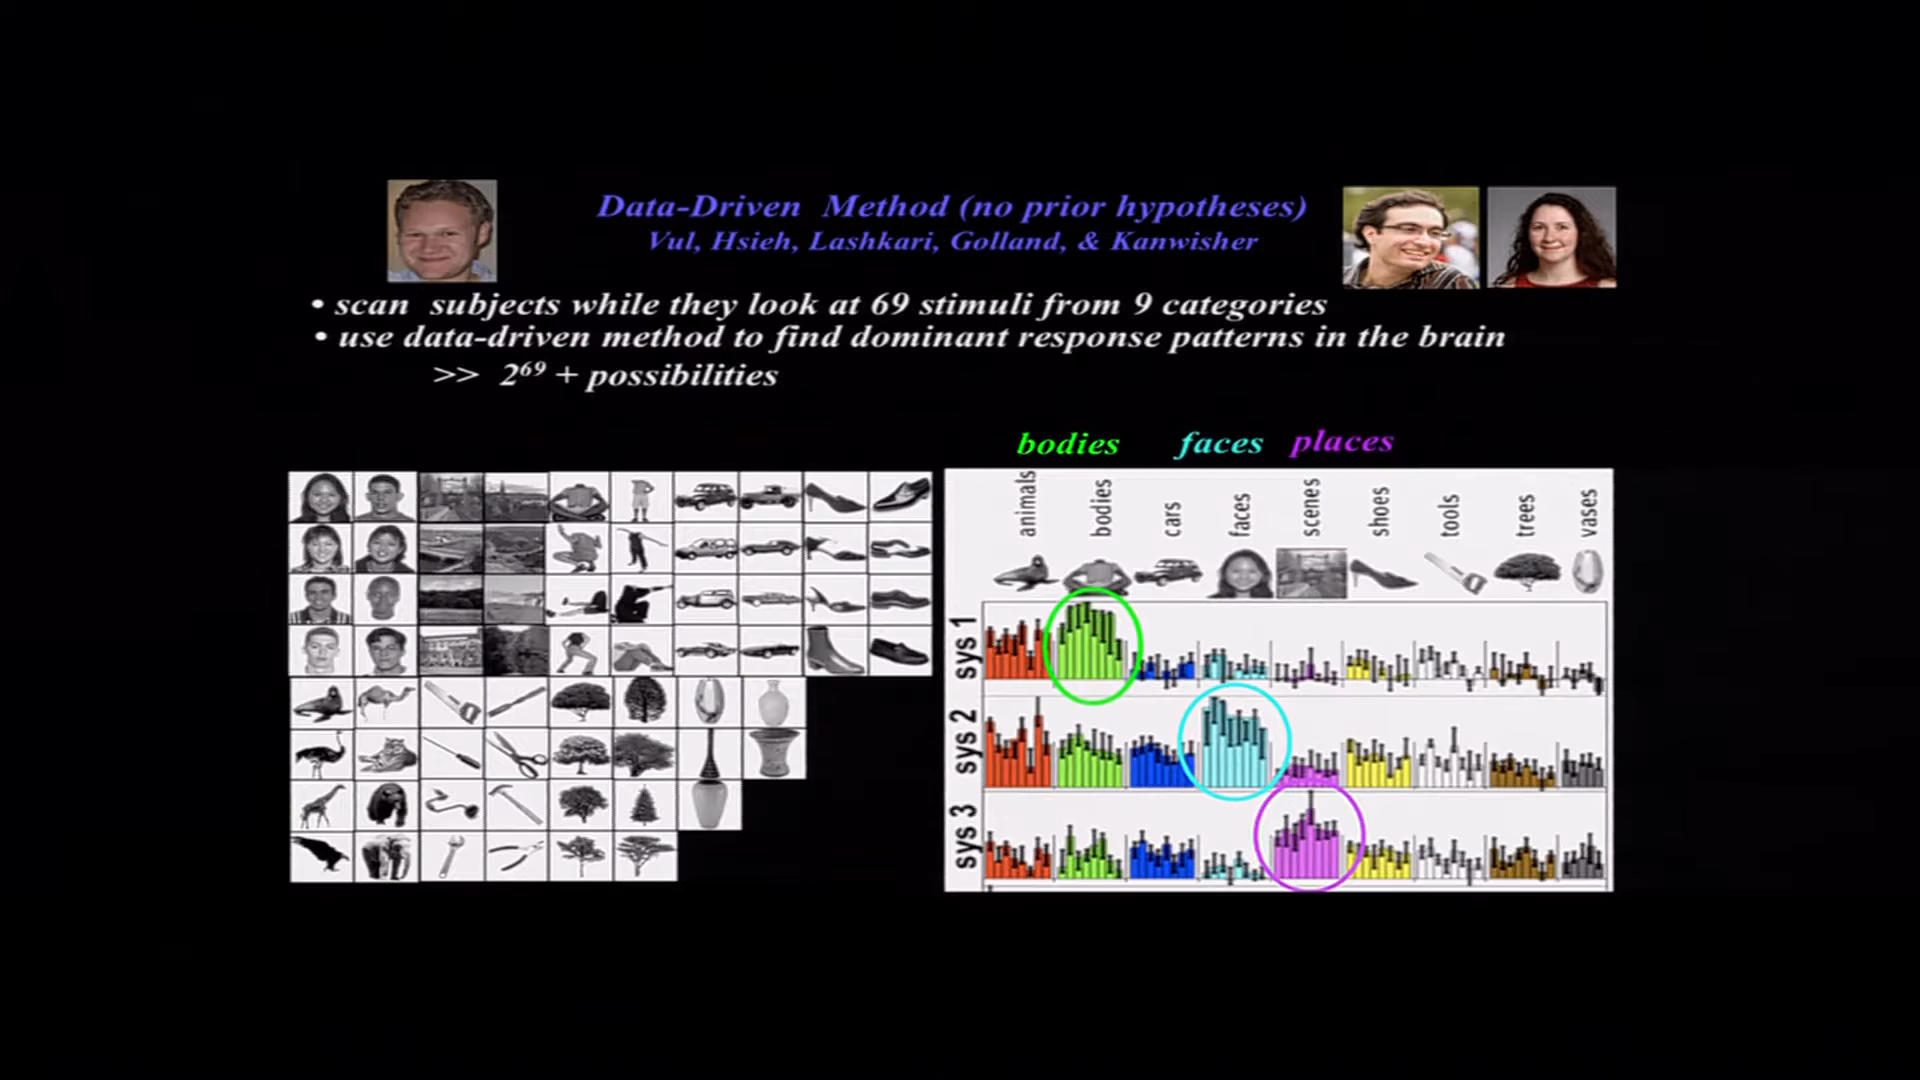 Data-Driven Method (no prior hypotheses)
Vul, Hsieh, Lashkari, Golland, & Kanwisher
• scan subjects while they look at 69 stimuli from 9 categories
• use data-driven method to find dominant response patterns in the brain
>> 2⁶⁹ + possibilities
bodies faces places
animals bodies cars faces scenes shoes tools trees vases
sys 1
sys 2
sys 3